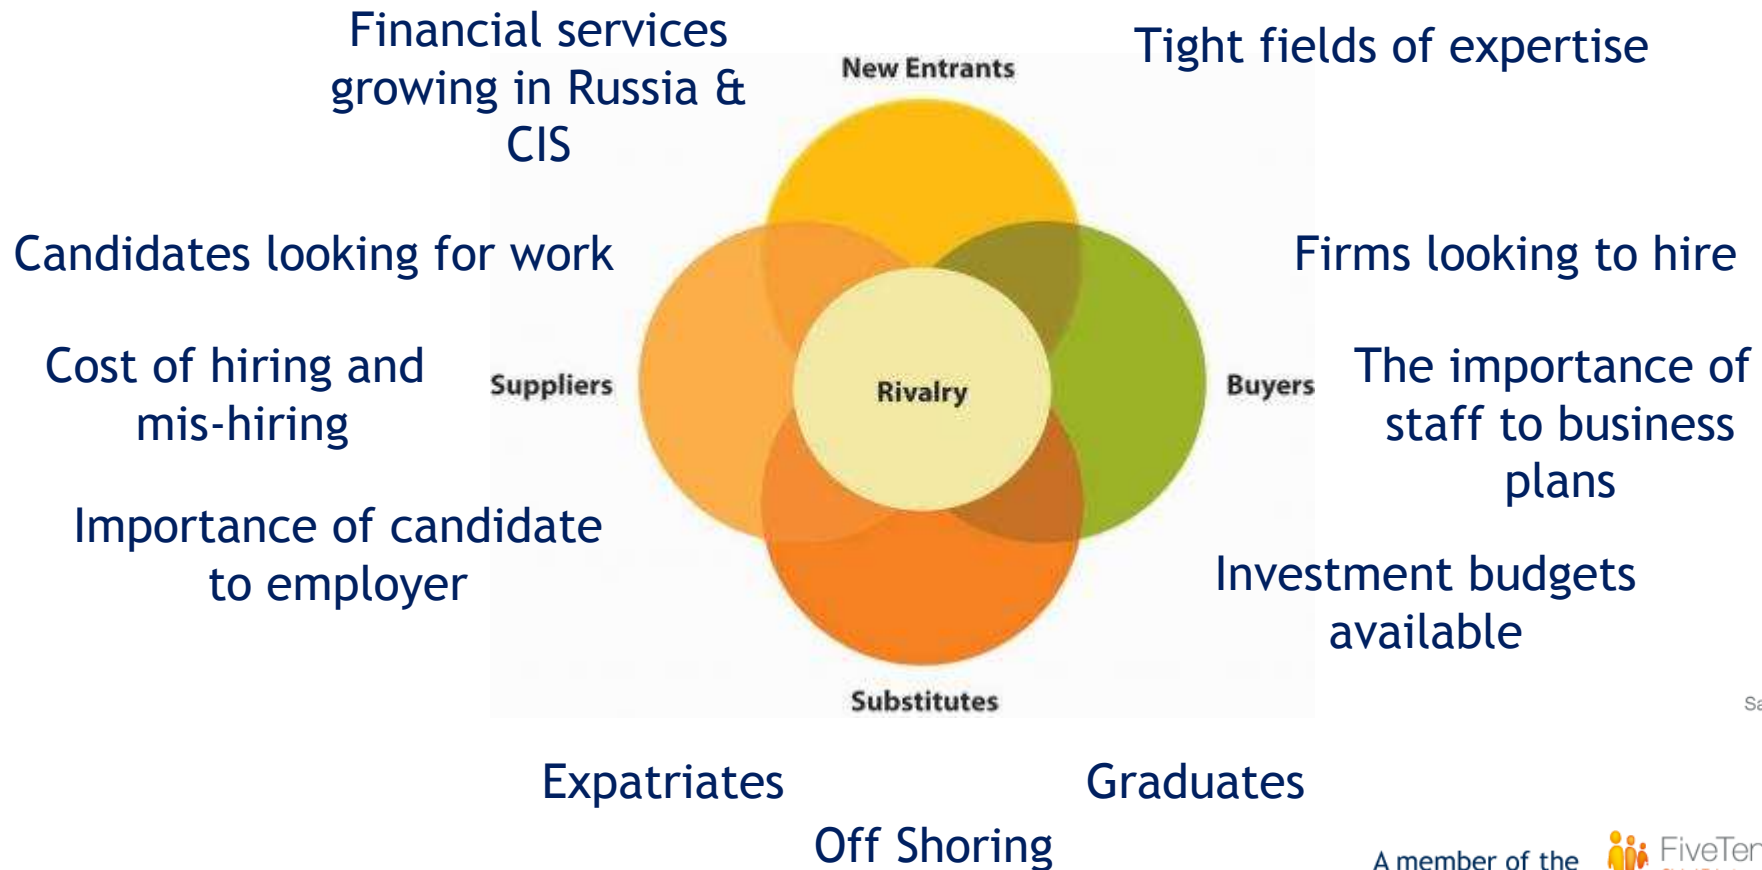 Financial services
growing in Russia &
CIS
New Entrants
Tight fields of expertise
Candidates looking for work
Firms looking to hire
Cost of hiring and
mis-hiring
Suppliers
Rivalry
Buyers
The importance of
staff to business
plans
Importance of candidate
to employer
Investment budgets
available
Substitutes
Expatriates
Graduates
Off Shoring
A member of the